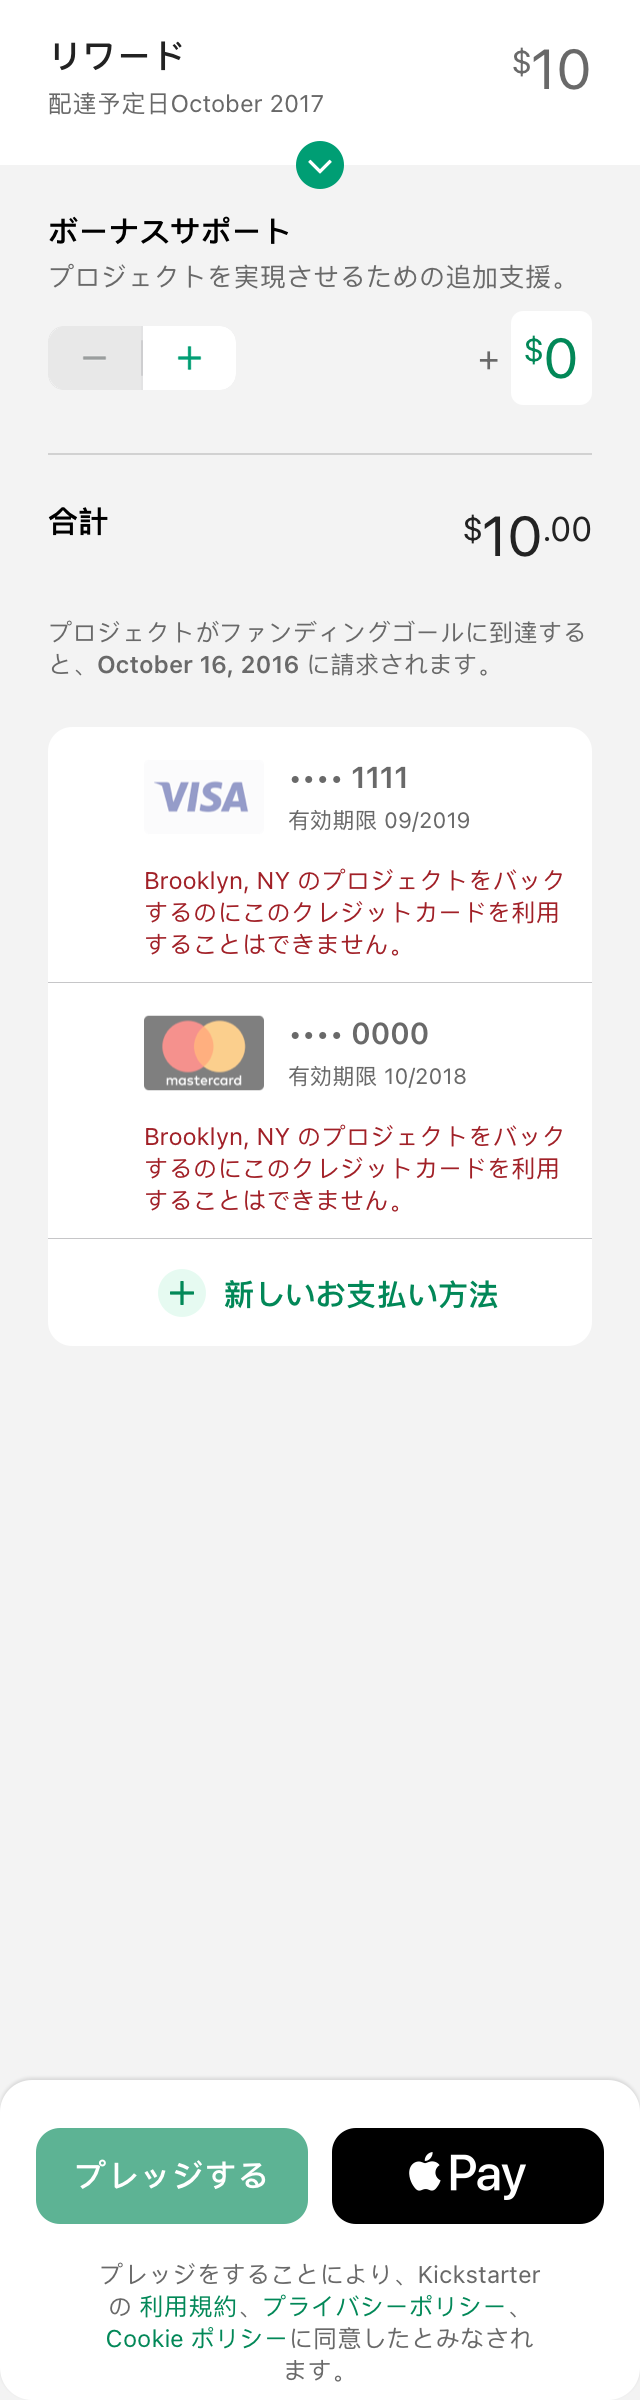 リワード
$10
配達予定日October 2017
ボーナスサポート
プロジェクトを実現させるための追加支援。
− +
+ $0
合計
$10.00
プロジェクトがファンディングゴールに到達する
と、October 16, 2016 に請求されます。
VISA
•••• 1111
有効期限 09/2019
Brooklyn, NY のプロジェクトをバック
するのにこのクレジットカードを利用
することはできません。
mastercard
•••• 0000
有効期限 10/2018
Brooklyn, NY のプロジェクトをバック
するのにこのクレジットカードを利用
することはできません。
+ 新しいお支払い方法
プレッジする
Pay
プレッジをすることにより、Kickstarter
の 利用規約、プライバシーポリシー、
Cookie ポリシーに同意したとみなされ
ます。